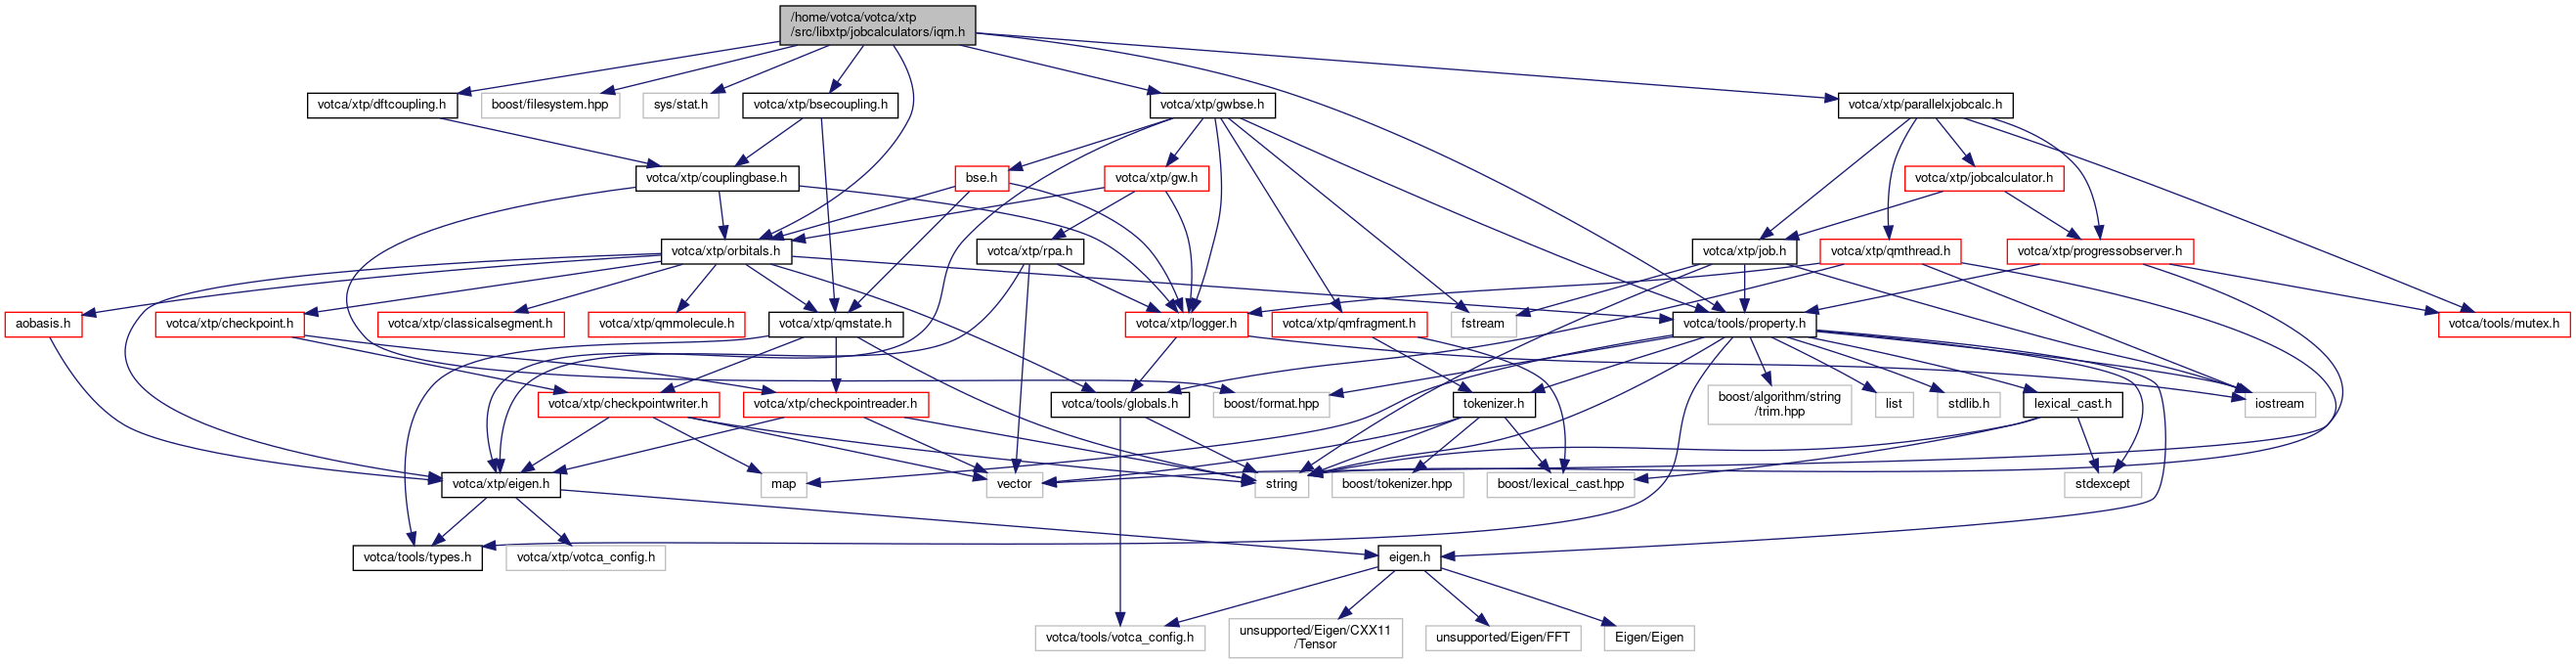 /home/votca/votca/xtp
/src/libxtp/jobcalculators/iqm.h
votca/xtp/dftcoupling.h
boost/filesystem.hpp
sys/stat.h
votca/xtp/bsecoupling.h
votca/xtp/gwbse.h
votca/xtp/parallelxjobcalc.h
votca/xtp/couplingbase.h
bse.h
votca/xtp/gw.h
votca/xtp/jobcalculator.h
votca/xtp/orbitals.h
votca/xtp/rpa.h
votca/xtp/job.h
votca/xtp/qmthread.h
votca/xtp/progressobserver.h
aobasis.h
votca/xtp/checkpoint.h
votca/xtp/classicalsegment.h
votca/xtp/qmmolecule.h
votca/xtp/qmstate.h
votca/xtp/logger.h
votca/xtp/qmfragment.h
fstream
votca/tools/property.h
votca/tools/mutex.h
votca/xtp/checkpointwriter.h
votca/xtp/checkpointreader.h
votca/tools/globals.h
boost/format.hpp
tokenizer.h
boost/algorithm/string
/trim.hpp
list
stdlib.h
lexical_cast.h
iostream
votca/xtp/eigen.h
map
vector
string
boost/tokenizer.hpp
boost/lexical_cast.hpp
stdexcept
votca/tools/types.h
votca/xtp/votca_config.h
eigen.h
votca/tools/votca_config.h
unsupported/Eigen/CXX11
/Tensor
unsupported/Eigen/FFT
Eigen/Eigen